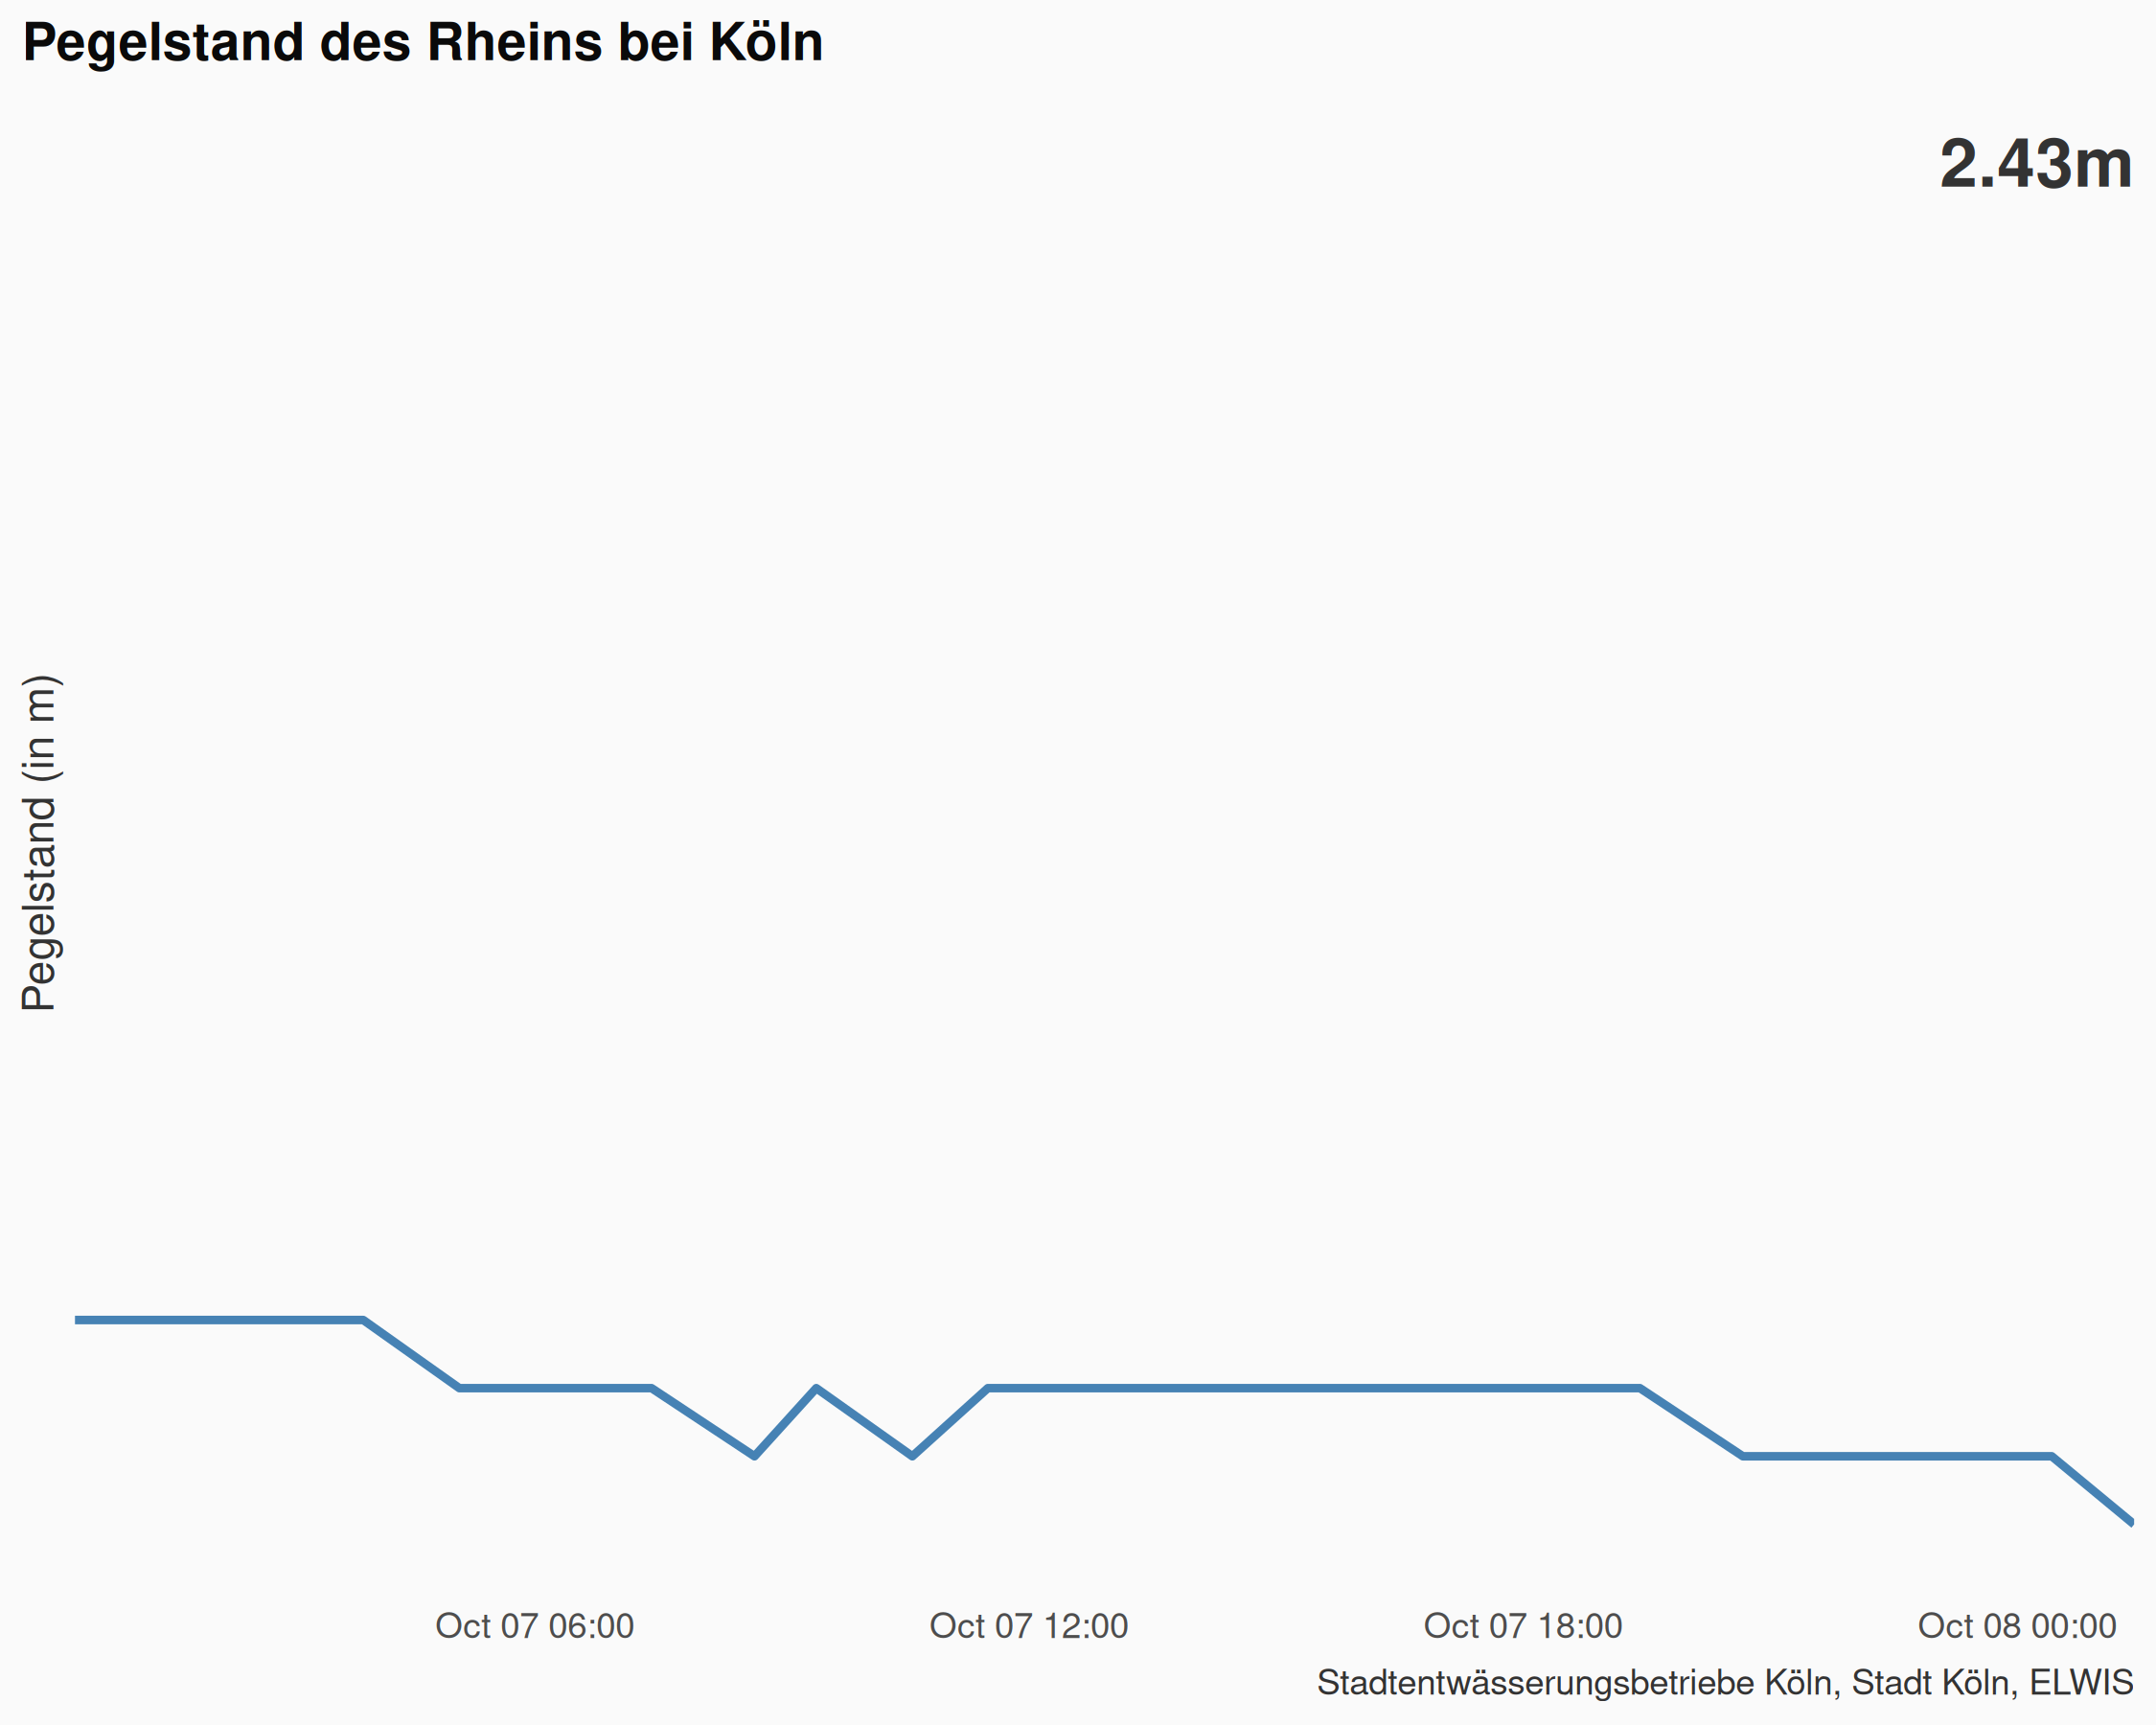 Pegelstand des Rheins bei Köln
2.43m
Pegelstand (in m)
Oct 07 06:00
Oct 07 12:00
Oct 07 18:00
Oct 08 00:00
Stadtentwässerungsbetriebe Köln, Stadt Köln, ELWIS